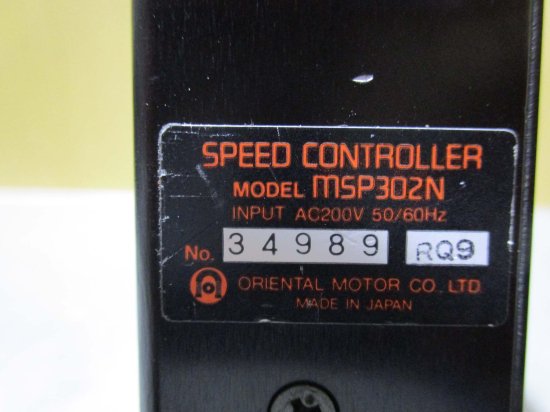 SPEED CONTROLLER
MODEL MSP302N
INPUT AC200V 50/60Hz
No. 34989 RQ9
ORIENTAL MOTOR CO. LTD
MADE IN JAPAN